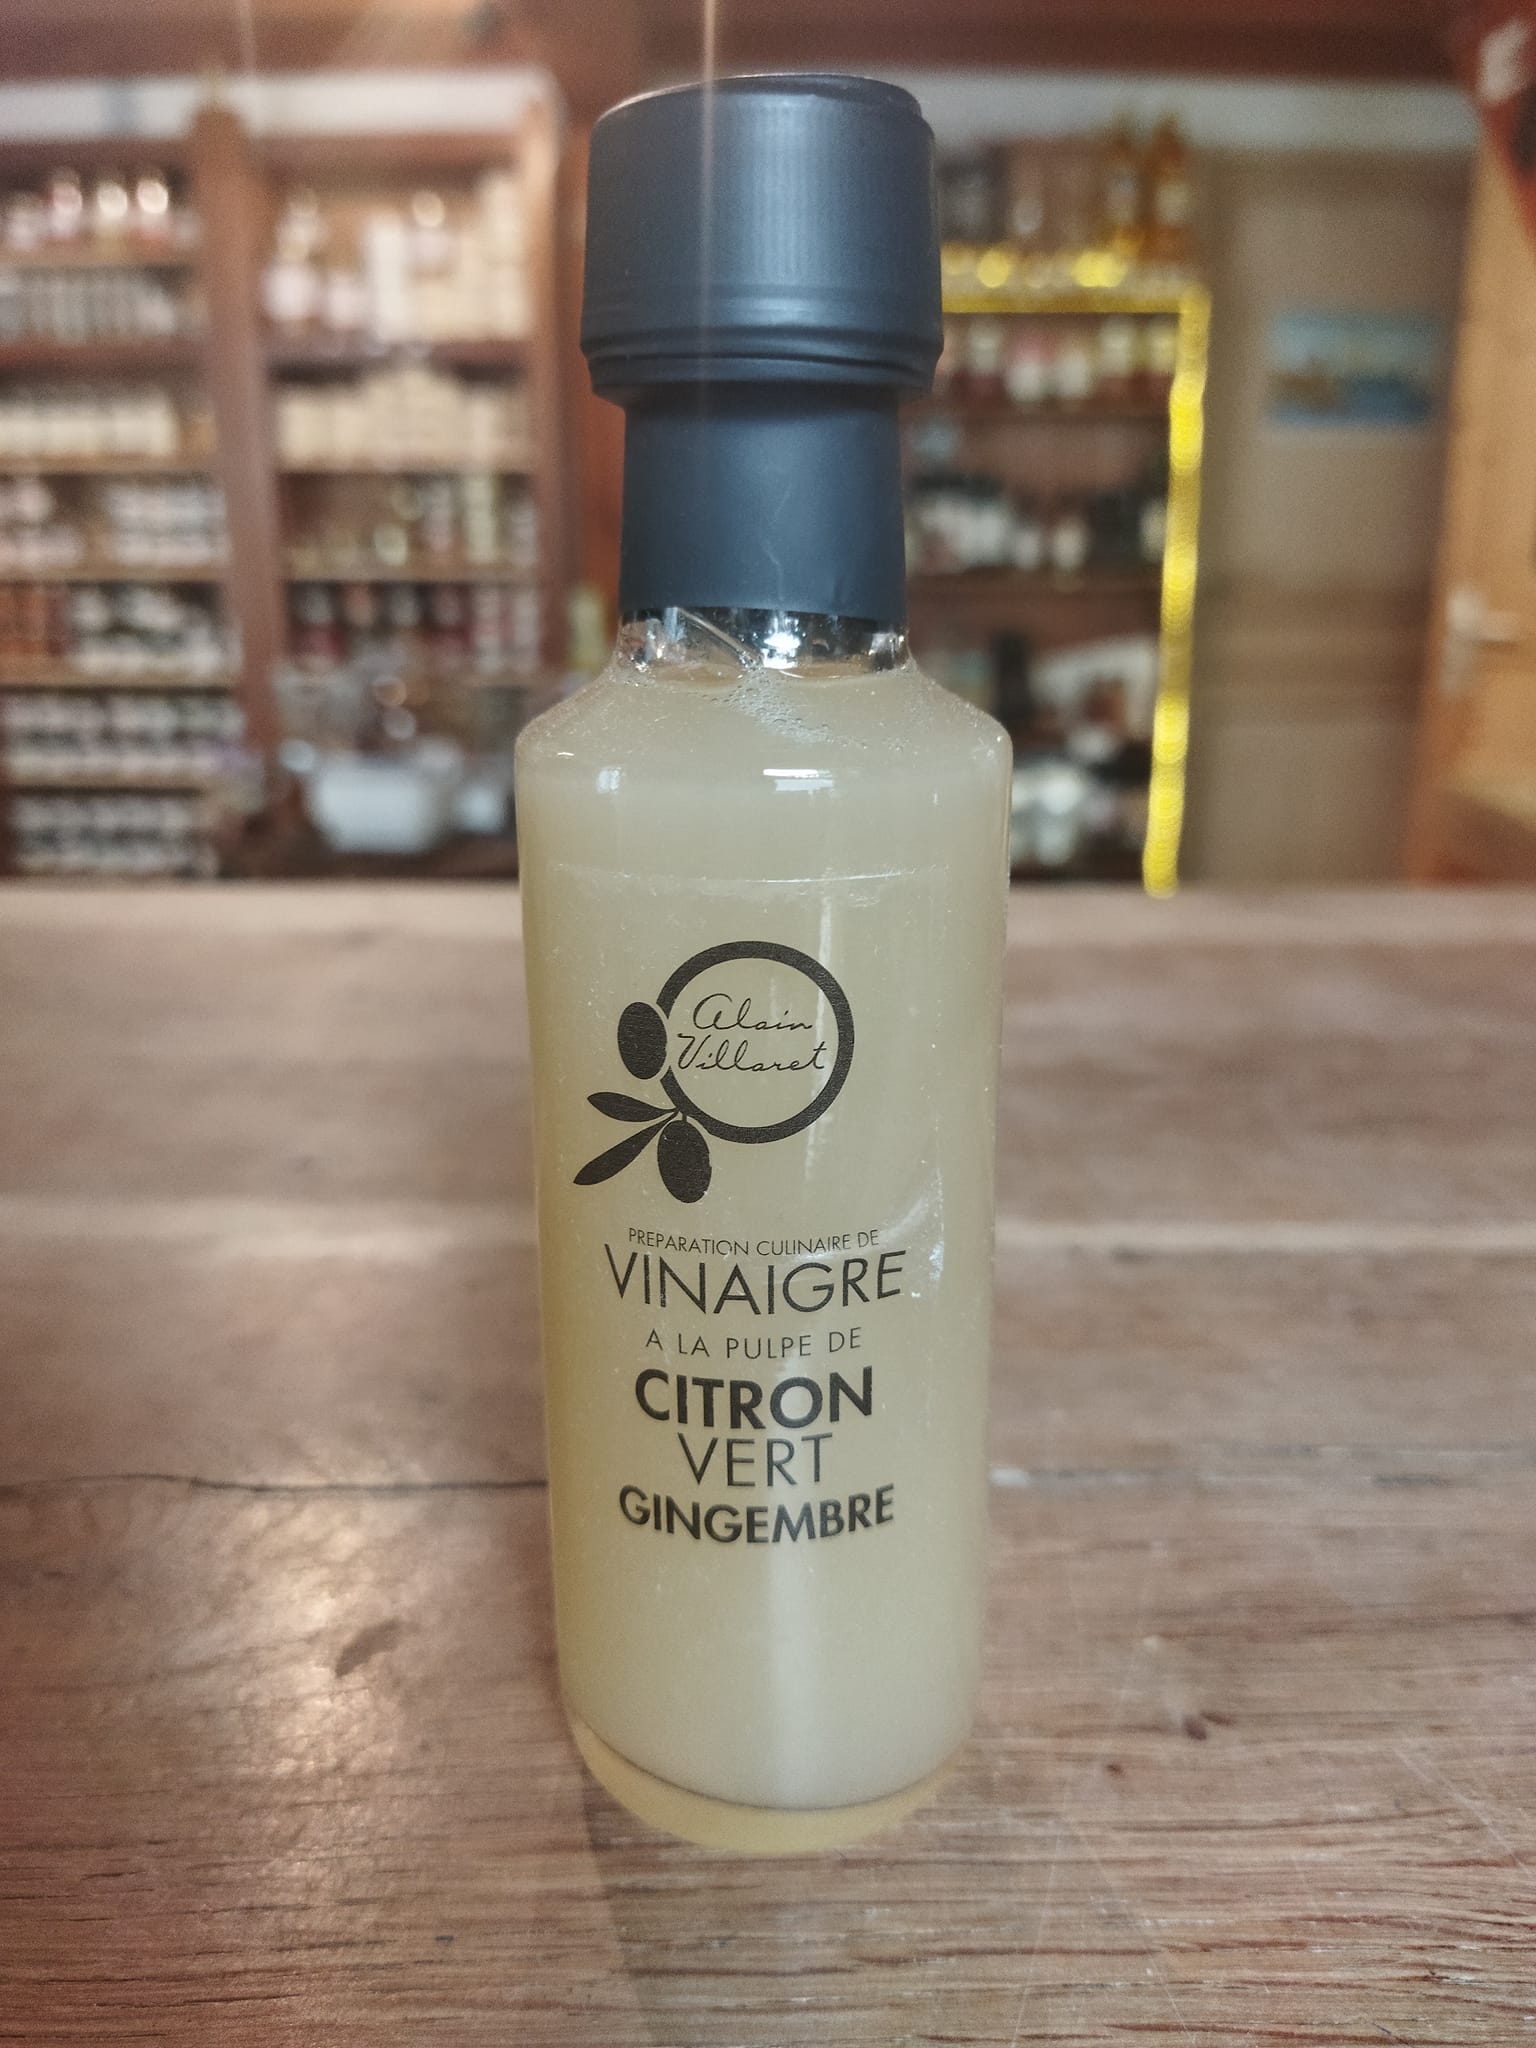 Alain
Villaret
PREPARATION CULINAIRE DE
VINAIGRE
A LA PULPE DE
CITRON
VERT
GINGEMBRE